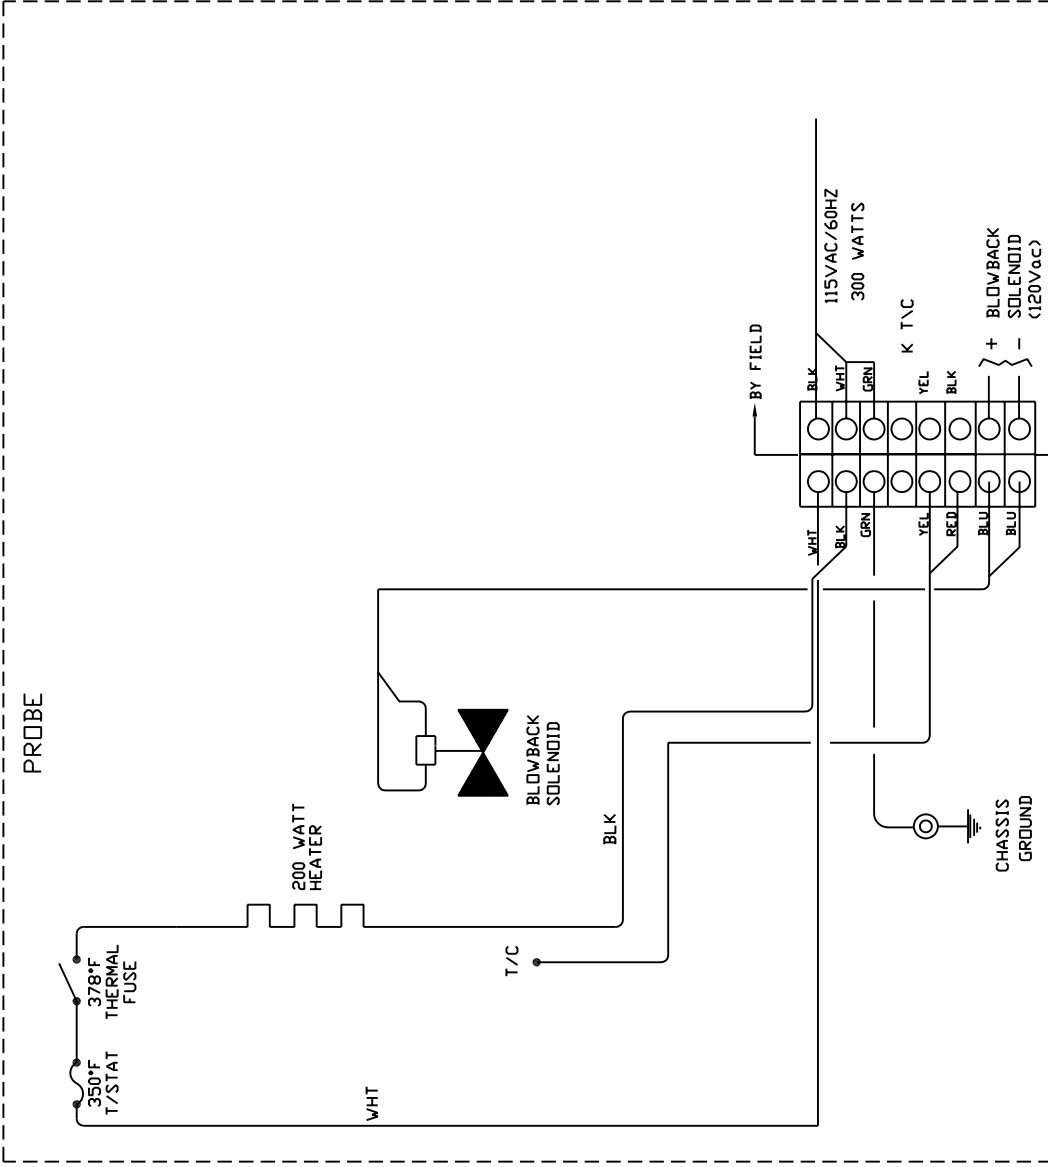 PROBE
378°F
THERMAL
FUSE
350°F
T/STAT
200 WATT
HEATER
WHT
BLOWBACK
SOLENOID
T/C
BLK
CHASSIS
GROUND
BY FIELD
115VAC/60HZ
300 WATTS
K T\C
+
-
BLOWBACK
SOLENOID
(120Vac)
BLK
WHT
GRN
YEL
BLK
WHT
BLK
GRN
YEL
RED
BLU
BLU